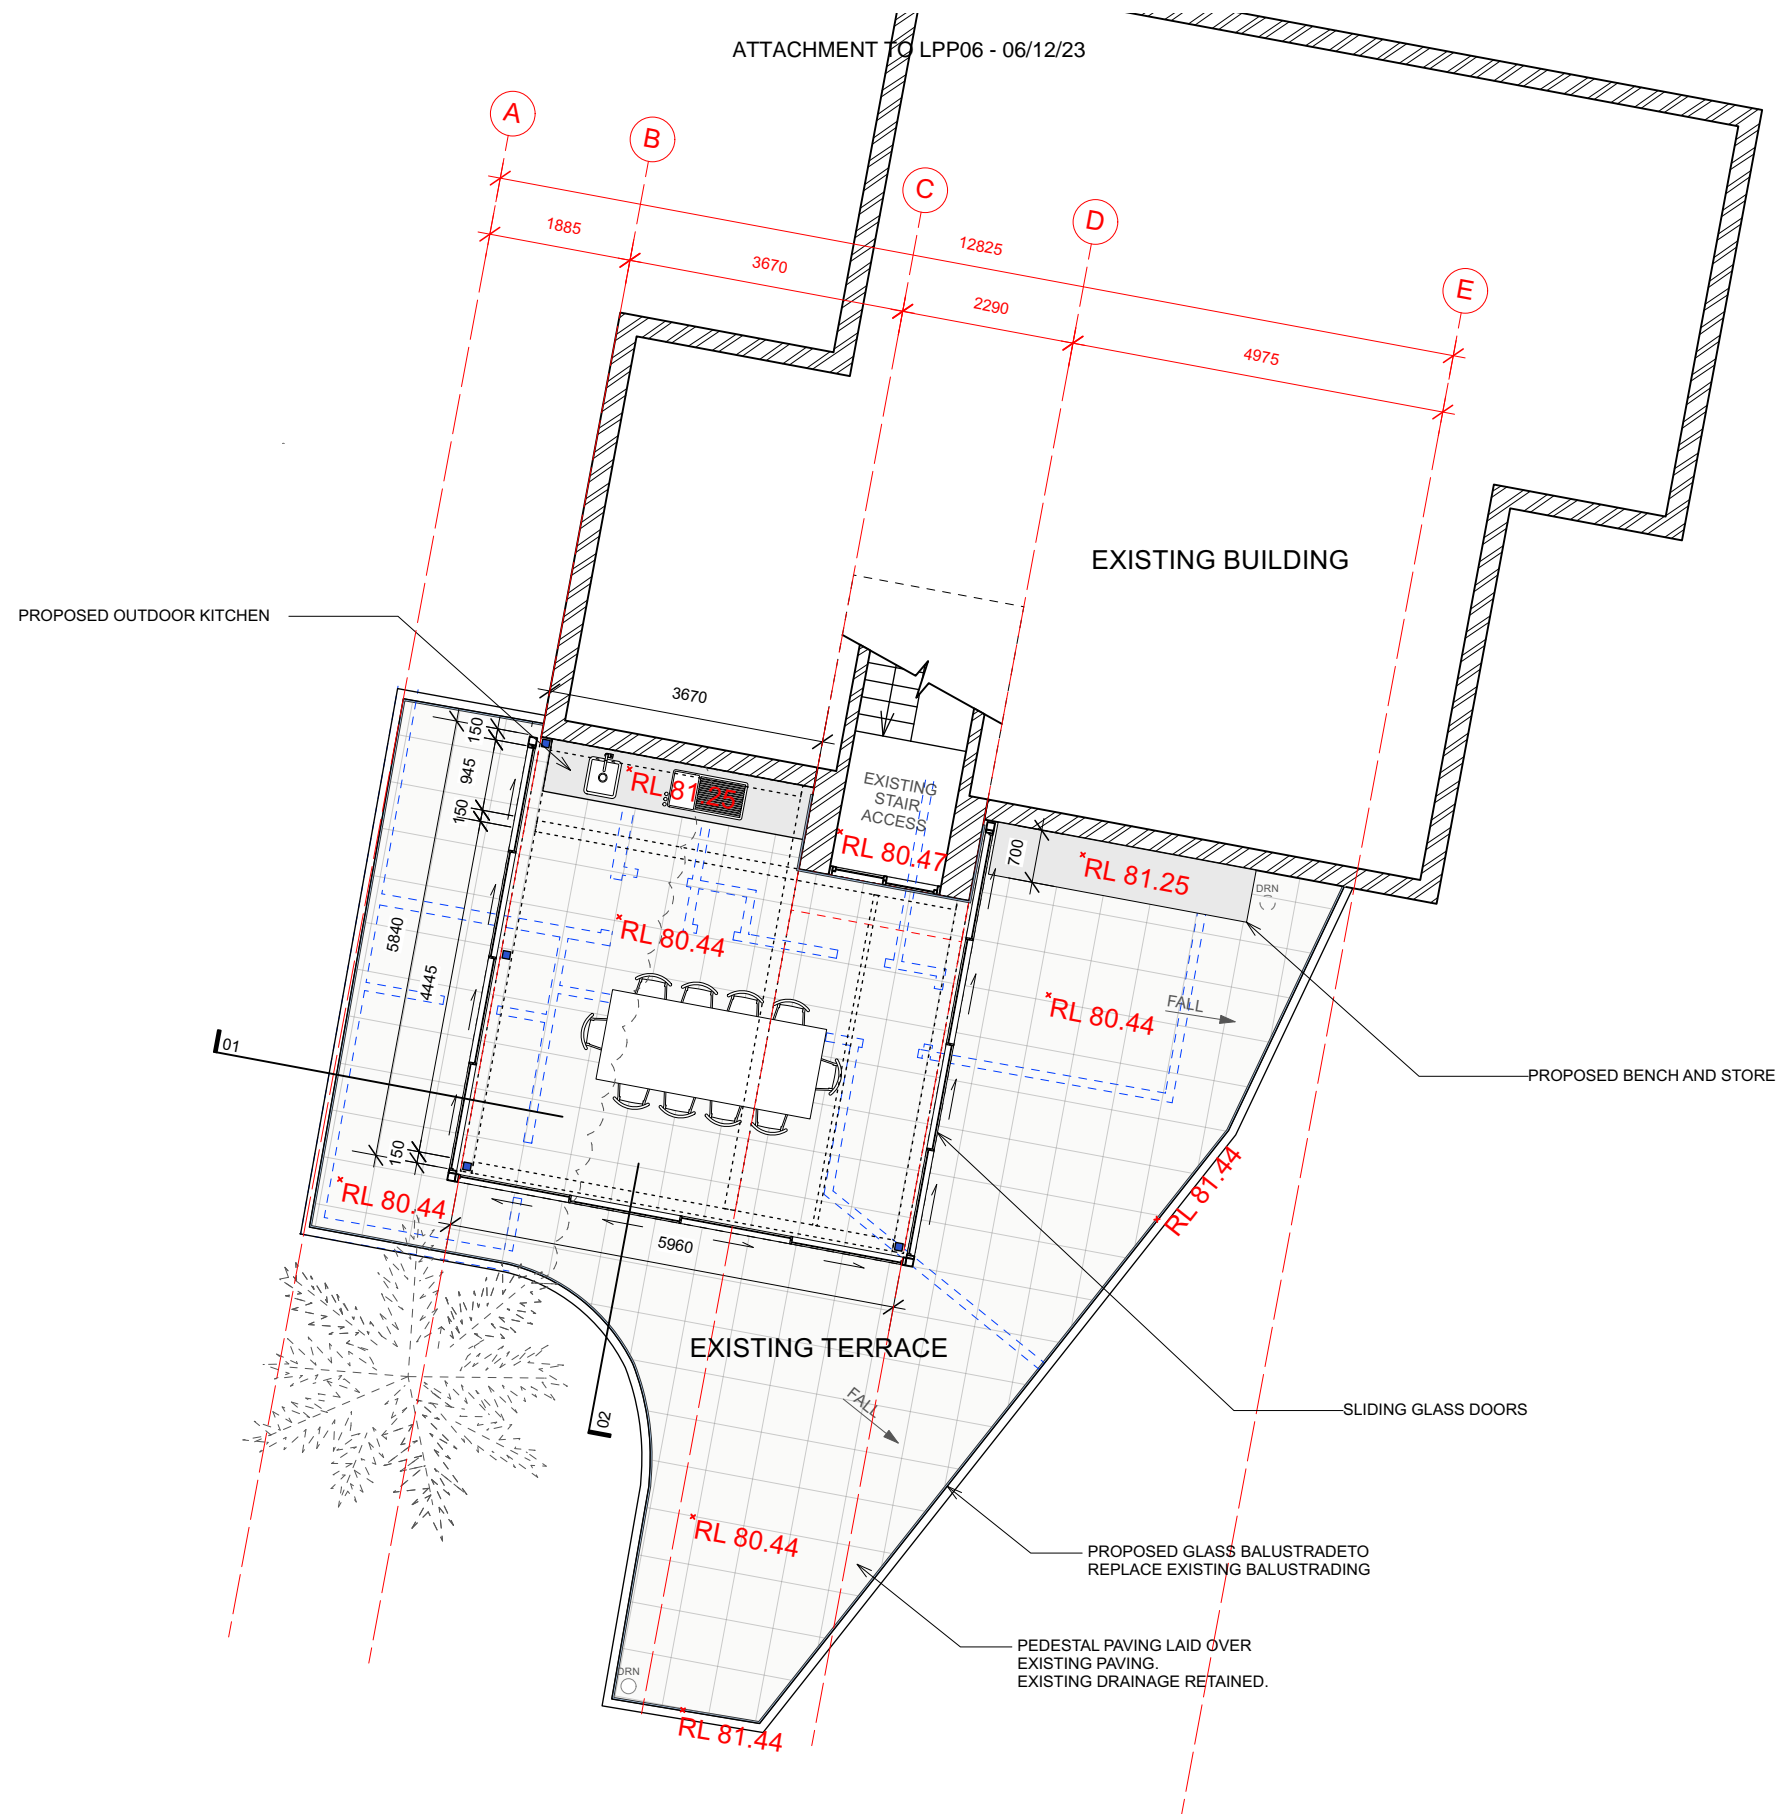 ATTACHMENT TO LPP06 - 06/12/23
A
B
C
D
E
1885
3670
12825
2290
4975
EXISTING BUILDING
PROPOSED OUTDOOR KITCHEN
3670
150
945
150
5840
4445
150
RL 81.25
EXISTING
STAIR
ACCESS
RL 80.47
700
RL 81.25
DRN
RL 80.44
RL 80.44
FALL
01
PROPOSED BENCH AND STORE
RL 80.44
RL 81.44
5960
EXISTING TERRACE
FALL
02
SLIDING GLASS DOORS
RL 80.44
PROPOSED GLASS BALUSTRADETO
REPLACE EXISTING BALUSTRADING
PEDESTAL PAVING LAID OVER
EXISTING PAVING.
EXISTING DRAINAGE RETAINED.
DRN
RL 81.44